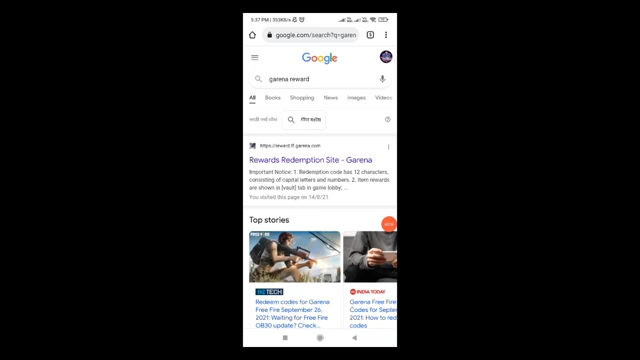 5:37 PM | 353KB/s
google.com/search?q=garen
Google
garena reward
All Books Shopping News Images Videos
https://reward.ff.garena.com
Rewards Redemption Site - Garena
Important Notice: 1. Redemption code has 12 characters,
consisting of capital letters and numbers. 2. Item rewards
are shown in [vault] tab in game lobby; ...
You visited this page on 14/8/21
Top stories
INDIA TODAY
Redeem codes for Garena
Free Fire September 26,
2021: Waiting for Free Fire
OB30 update? Check...
Garena Free Fir
Codes for Septem
2021: How to red
codes